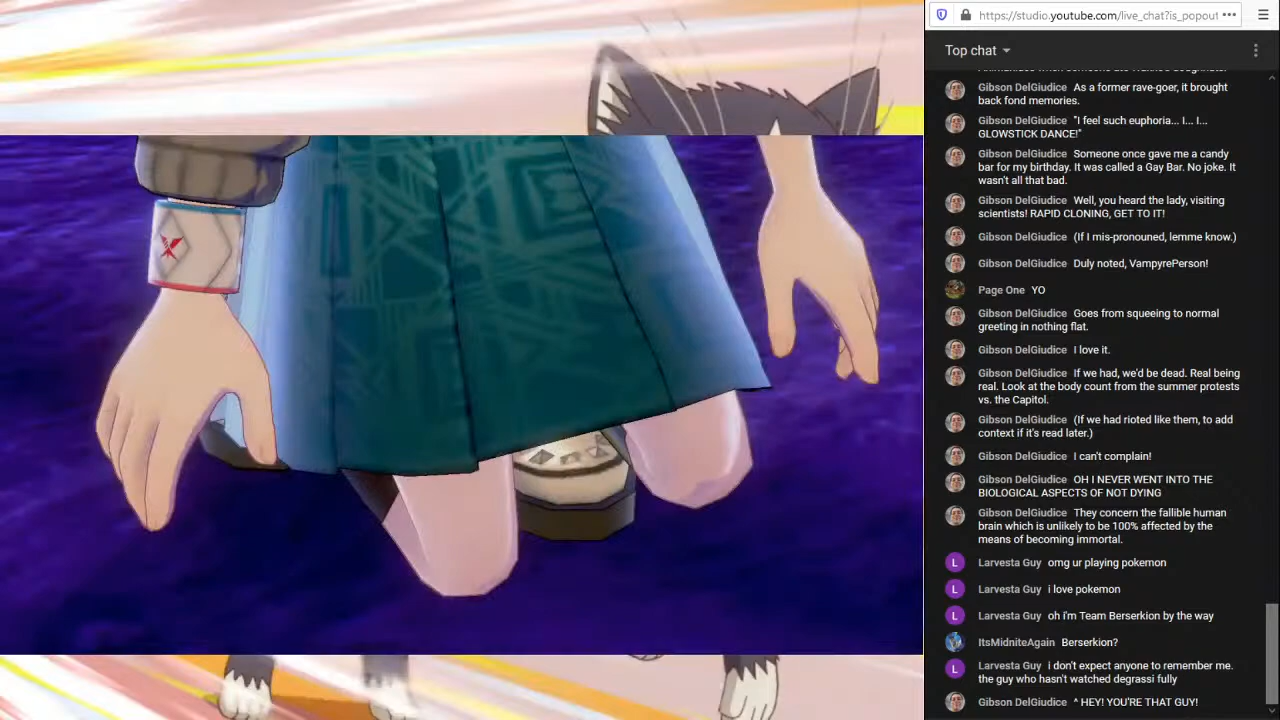 https://studio.youtube.com/live_chat?is_popout
Top chat
Gibson DelGiudice As a former rave-goer, it brought
back fond memories.
Gibson DelGiudice "I feel such euphoria... I... I...
GLOWSTICK DANCE!"
Gibson DelGiudice Someone once gave me a candy
bar for my birthday. It was called a Gay Bar. No joke. It
wasn't all that bad.
Gibson DelGiudice Well, you heard the lady, visiting
scientists! RAPID CLONING, GET TO IT!
Gibson DelGiudice (If I mis-pronounced, lemme know.)
Gibson DelGiudice Duly noted, VampyrePerson!
Page One YO
Gibson DelGiudice Goes from squeeing to normal
greeting in nothing flat.
Gibson DelGiudice I love it.
Gibson DelGiudice If we had, we'd be dead. Real being
real. Look at the body count from the summer protests
vs. the Capitol.
Gibson DelGiudice (If we had rioted like them, to add
context if it's read later.)
Gibson DelGiudice I can't complain!
Gibson DelGiudice OH I NEVER WENT INTO THE
BIOLOGICAL ASPECTS OF NOT DYING
Gibson DelGiudice They concern the fallible human
brain which is unlikely to be 100% affected by the
means of becoming immortal.
L Larvesta Guy omg ur playing pokemon
L Larvesta Guy i love pokemon
L Larvesta Guy oh i'm Team Berserkion by the way
ItsMidniteAgain Berserkion?
L Larvesta Guy i don't expect anyone to remember me.
the guy who hasn't watched degrassi fully
Gibson DelGiudice ^ HEY! YOU'RE THAT GUY!